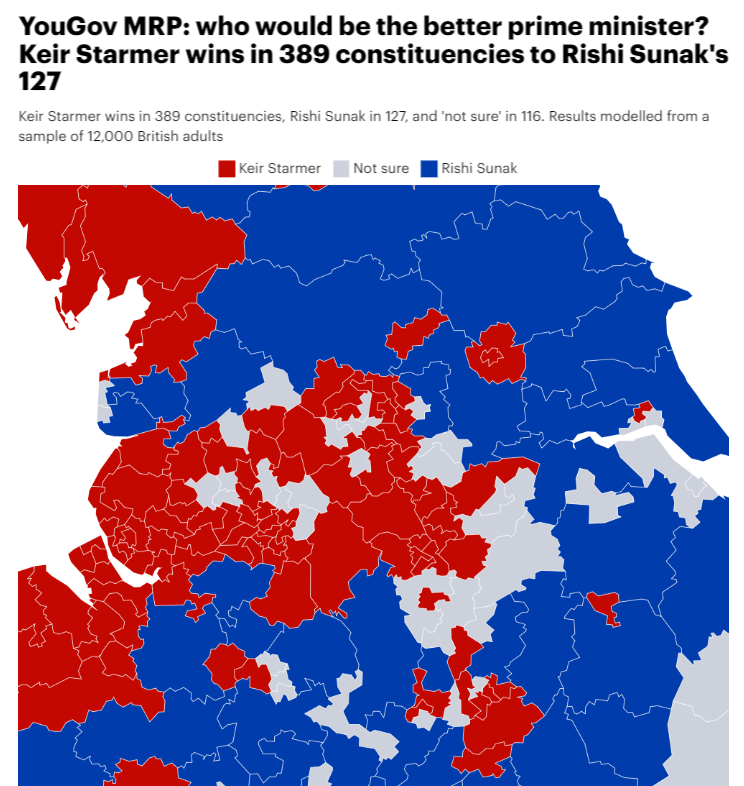 YouGov MRP: who would be the better prime minister?
Keir Starmer wins in 389 constituencies to Rishi Sunak's
127
Keir Starmer wins in 389 constituencies, Rishi Sunak in 127, and 'not sure' in 116. Results modelled from a
sample of 12,000 British adults
Keir Starmer Not sure Rishi Sunak